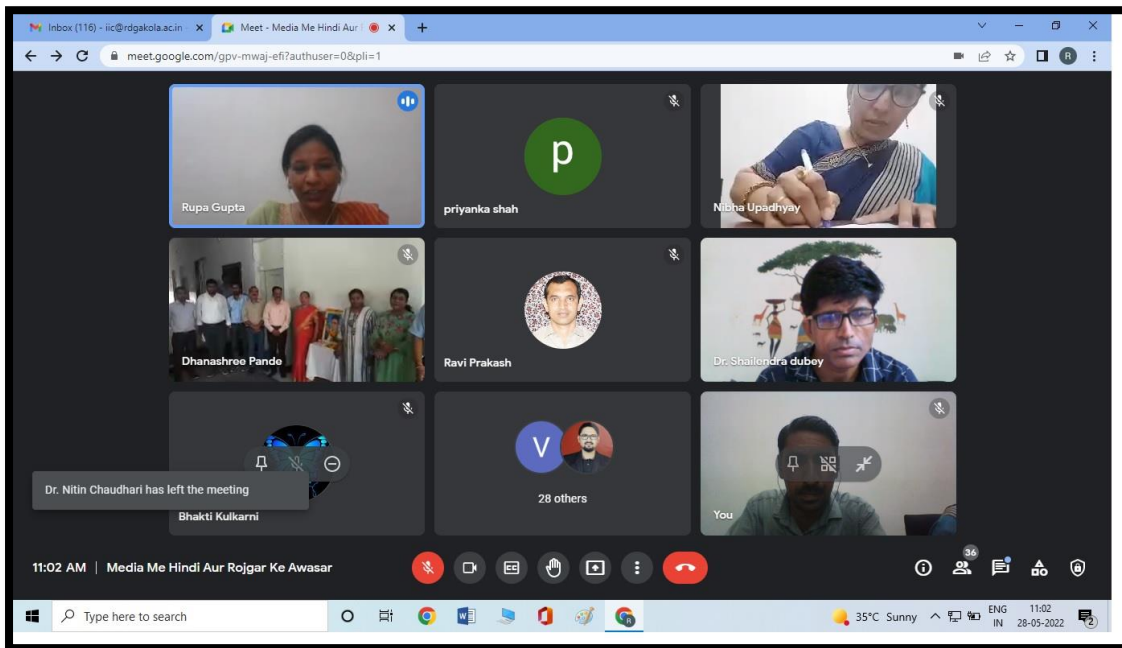 Inbox (116) - iic@rdgakola.ac.in
Meet - Media Me Hindi Aur
meet.google.com/gpv-mwaj-efi?authuser=0&pli=1
R
Rupa Gupta
p
priyanka shah
Nibha Upadhyay
Dhanashree Pande
Ravi Prakash
Dr. Shailendra dubey
Dr. Nitin Chaudhari has left the meeting
Bhakti Kulkarni
V
28 others
You
11:02 AM | Media Me Hindi Aur Rojgar Ke Awasar
CC
36
Type here to search
35°C Sunny
ENG
IN
11:02
28-05-2022
2